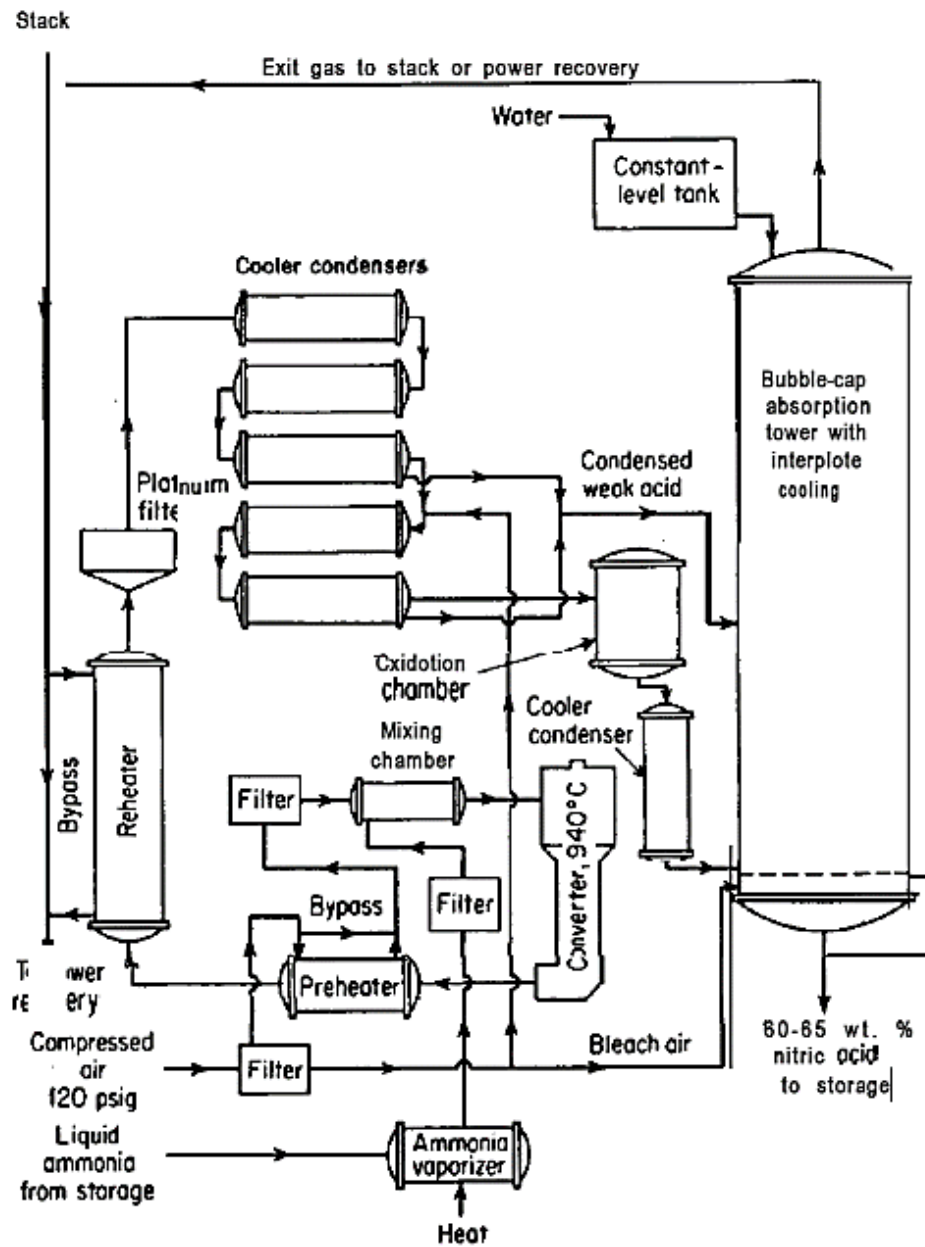 Stack
Exit gas to stack or power recovery
Water
Constant-
level tank
Cooler condensers
Bubble-cap
absorption
tower with
interplote
cooling
Condensed
weak acid
Platinum
filte
Oxidotion
chamber
Cooler
condenser
Mixing
chamber
Bypass
Reheater
Filter
Converter, 940°C
Bypass
Filter
Preheater
Bleach air
60-65 wt. %
nitric acid
to storage
Compressed
air
120 psig
Filter
Liquid
ammonia
from storage
Ammonia
vaporizer
Heat